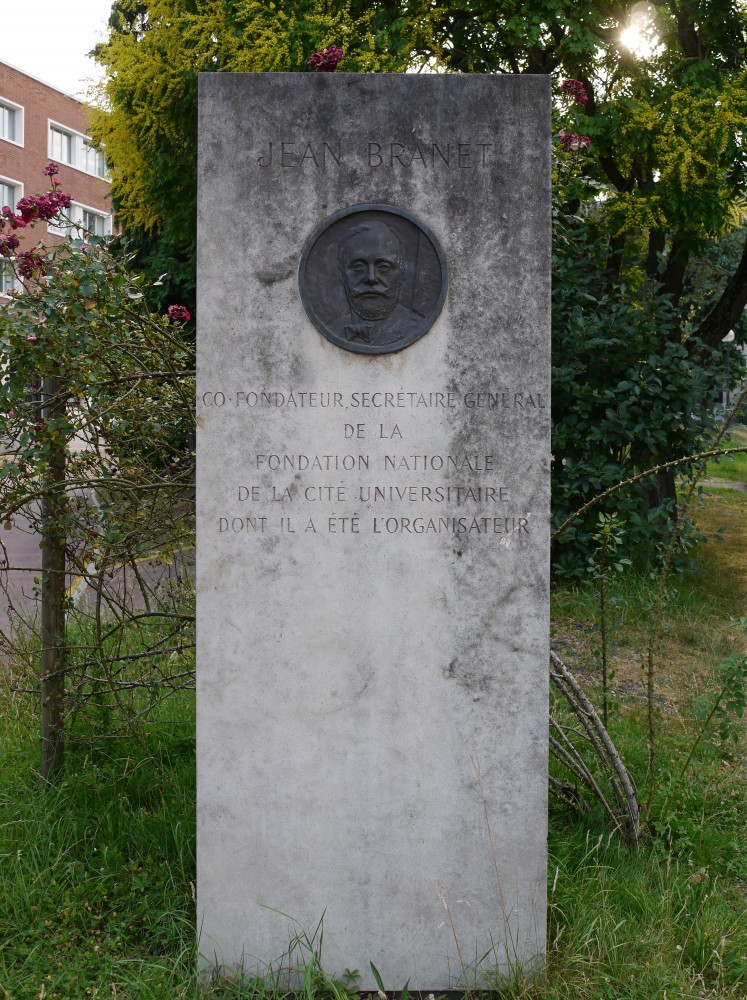 JEAN BRANET
CO·FONDATEUR, SECRÉTAIRE GÉNÉRAL
DE LA
FONDATION NATIONALE
DE LA CITÉ UNIVERSITAIRE
DONT IL A ÉTÉ L'ORGANISATEUR